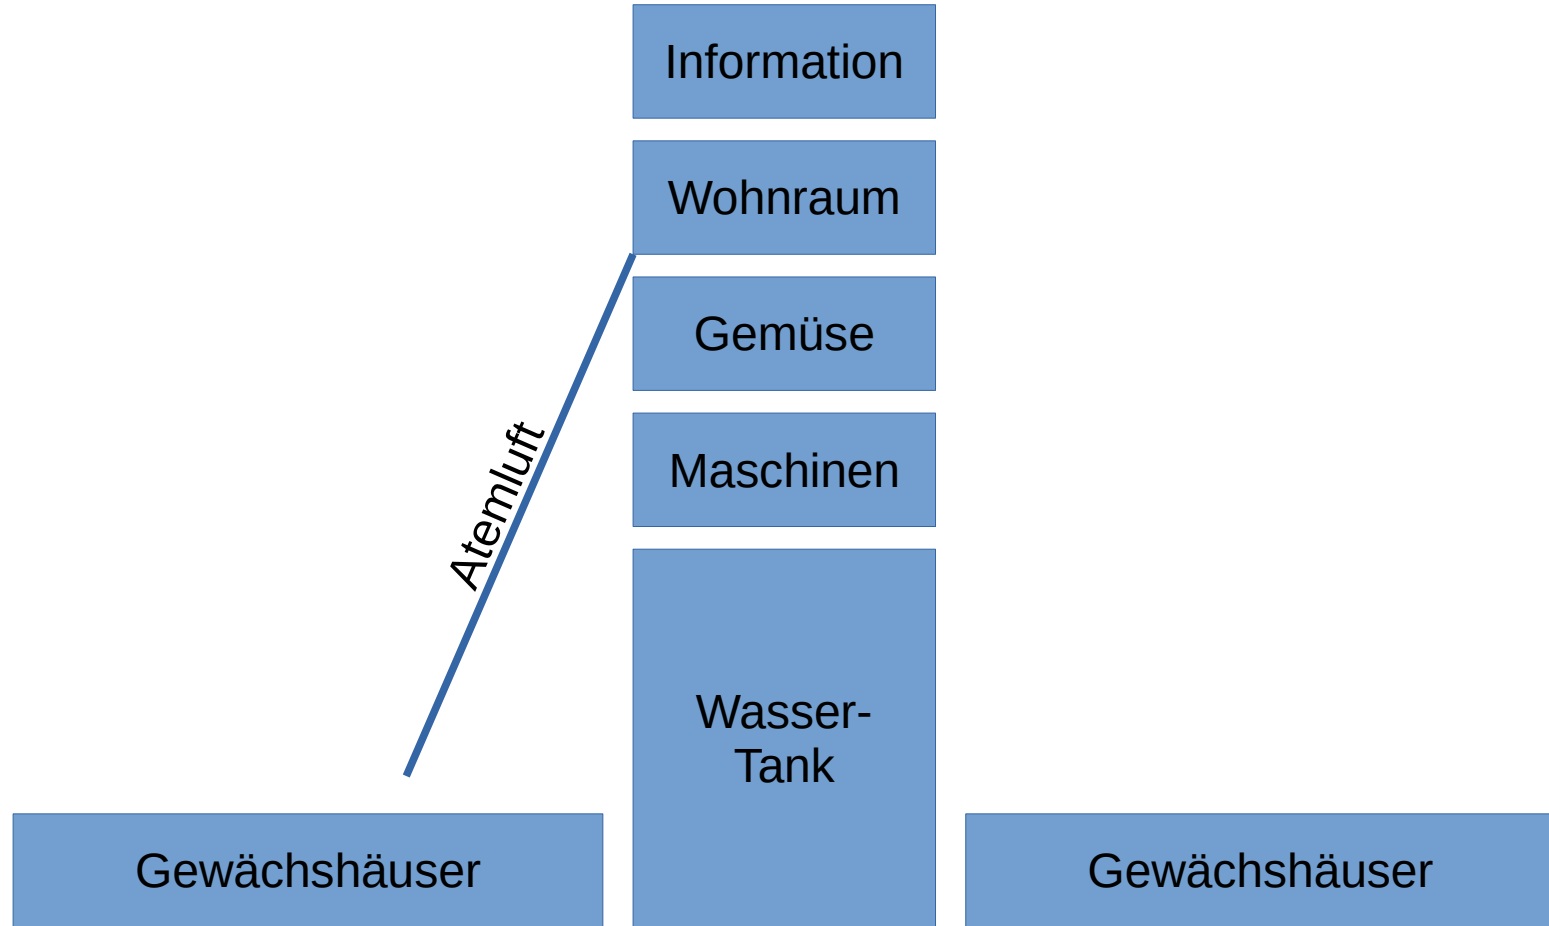 Information
Wohnraum
Gemüse
Maschinen
Atemluft
Wasser-
Tank
Gewächshäuser
Gewächshäuser